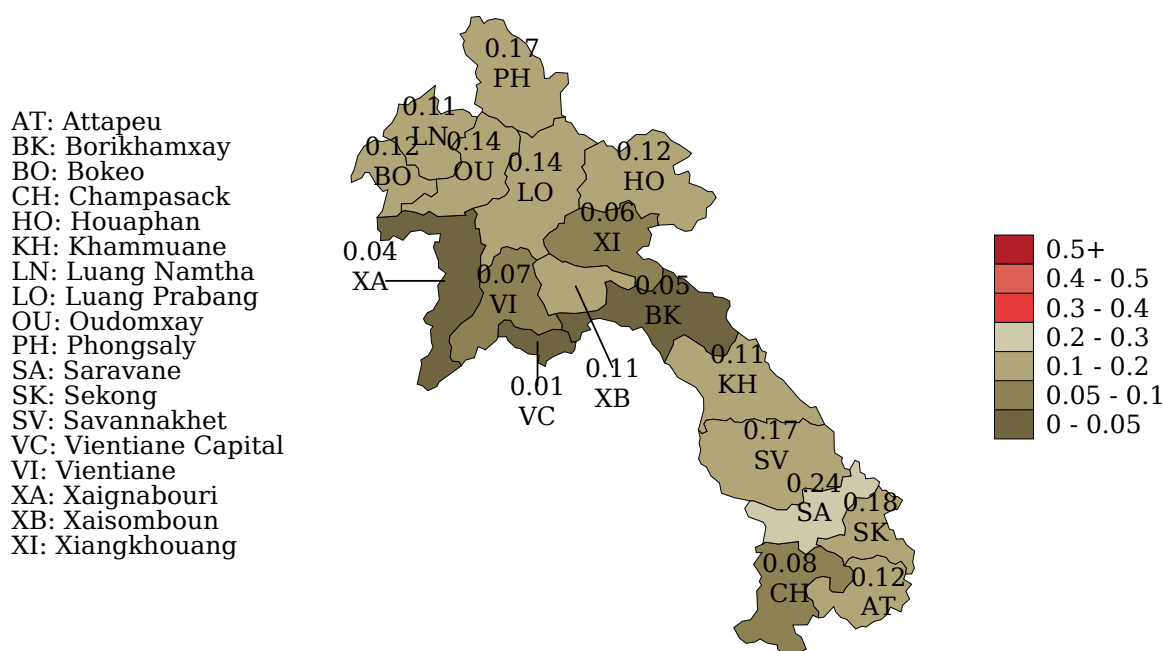 AT: Attapeu
BK: Borikhamxay
BO: Bokeo
CH: Champasack
HO: Houaphan
KH: Khammuane
LN: Luang Namtha
LO: Luang Prabang
OU: Oudomxay
PH: Phongsaly
SA: Saravane
SK: Sekong
SV: Savannakhet
VC: Vientiane Capital
VI: Vientiane
XA: Xaignabouri
XB: Xaisomboun
XI: Xiangkhouang
0.17
PH
0.11
LN
0.12
BO
0.14
OU
0.14
LO
0.12
HO
0.06
XI
0.04
XA
0.07
VI
0.05
BK
0.01
VC
0.11
XB
0.11
KH
0.17
SV
0.24
SA
0.18
SK
0.08
CH
0.12
AT
0.5+
0.4 - 0.5
0.3 - 0.4
0.2 - 0.3
0.1 - 0.2
0.05 - 0.1
0 - 0.05